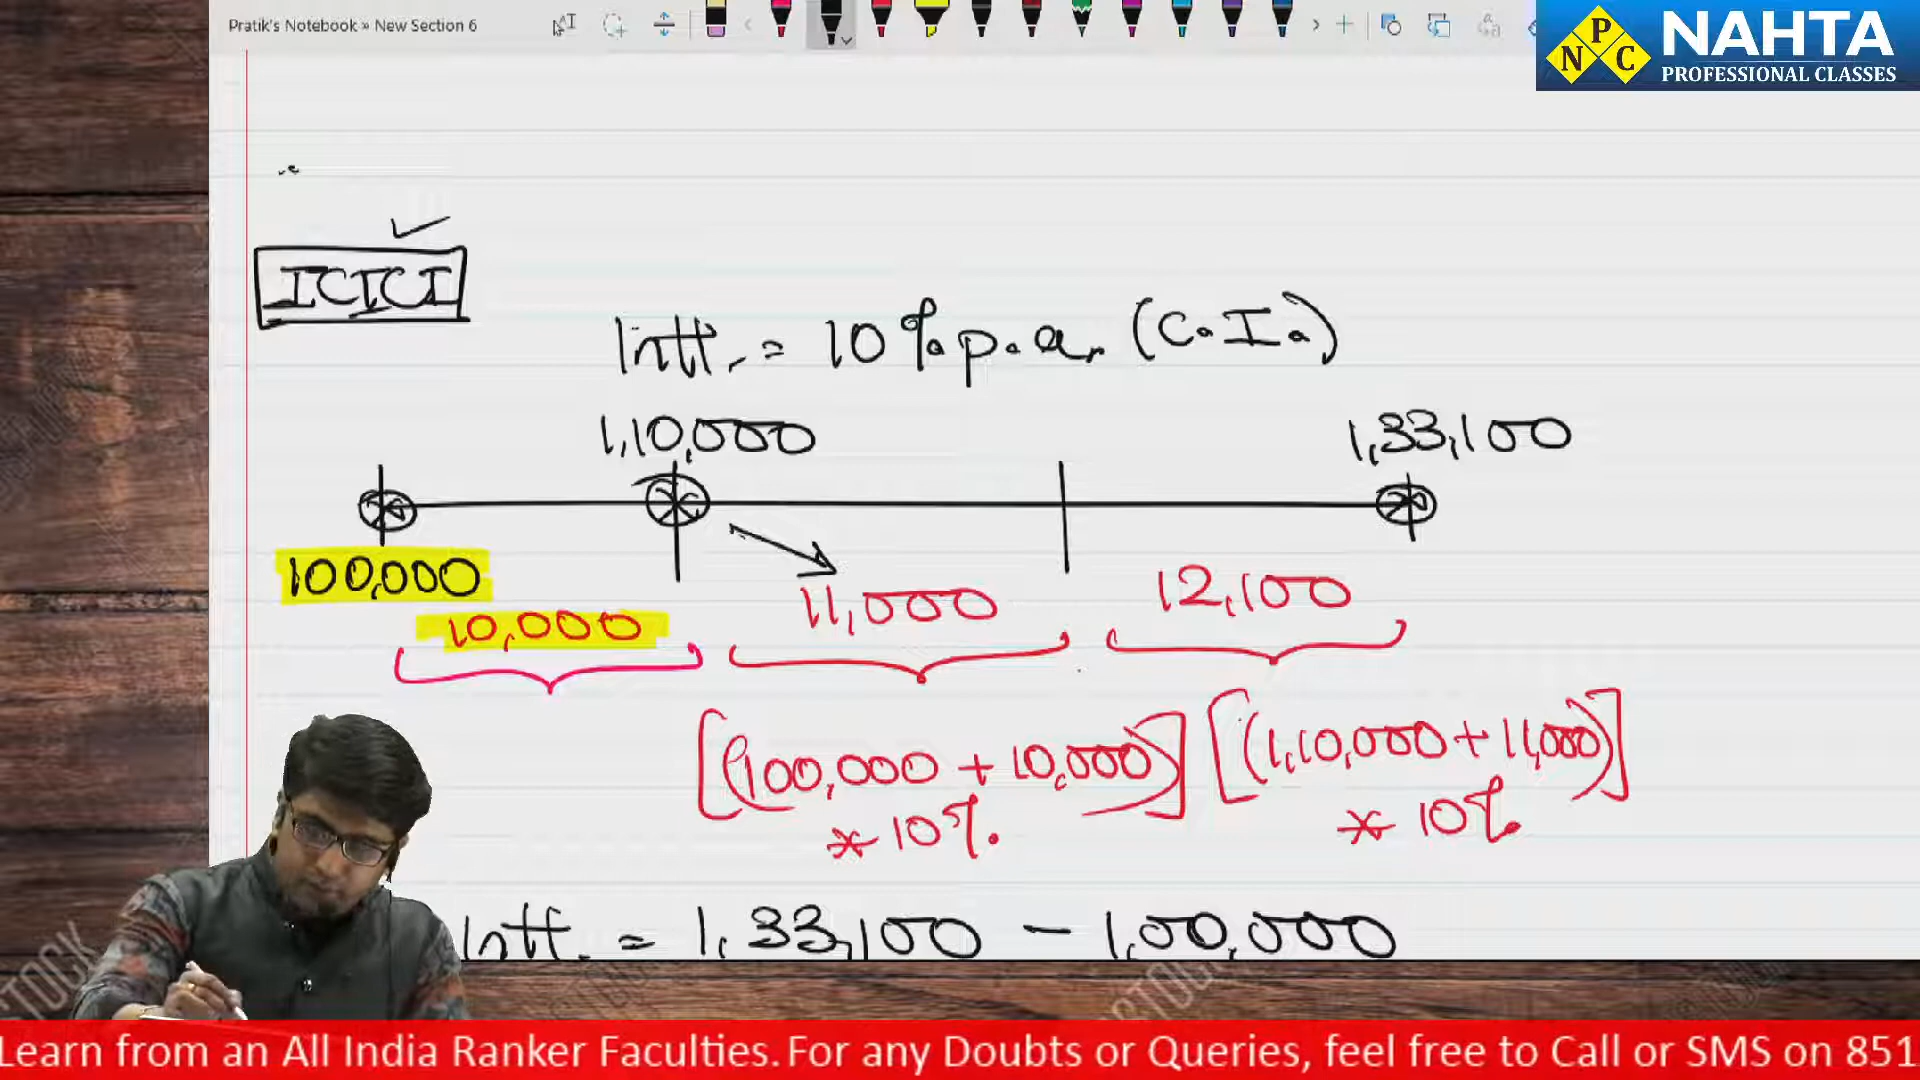 Pratik's Notebook » New Section 6
NPC
NAHTA
PROFESSIONAL CLASSES
ICICI
Intt. = 10% p.a. (C.I.)
1,10,000
1,33,100
100,000
10,000
11,000
12,100
[(100,000 + 10,000)] [(1,10,000 + 11,000)]
* 10%. * 10%.
Intt. = 1,33,100 - 1,00,000
Learn from an All India Ranker Faculties. For any Doubts or Queries, feel free to Call or SMS on 851